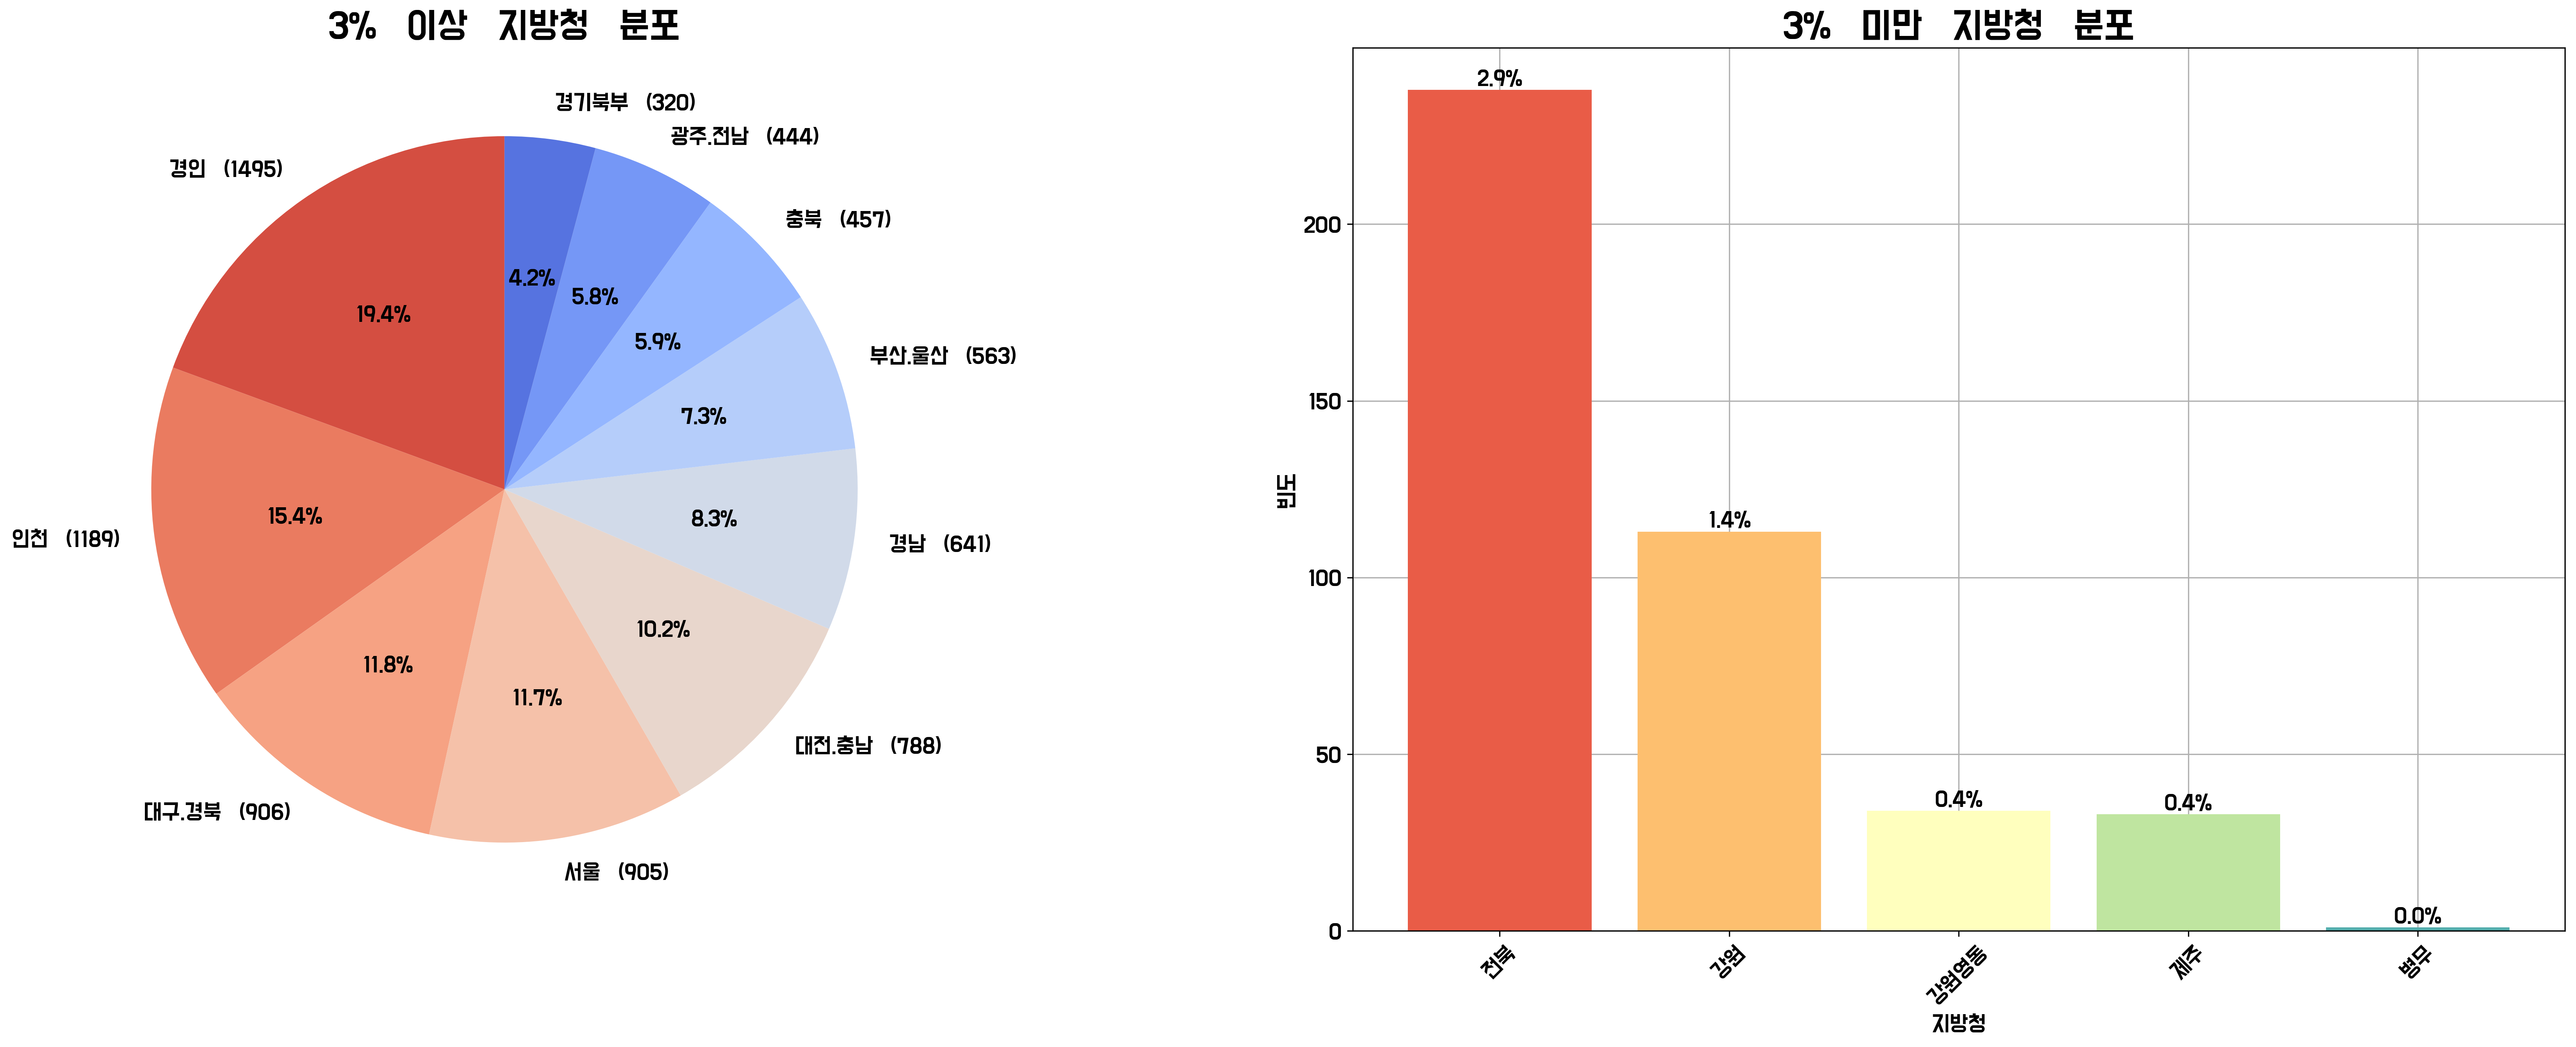 3% 이상 지방청 분포
경기북부 (320)
광주.전남 (444)
충북 (457)
부산.울산 (563)
경남 (641)
대전.충남 (788)
서울 (905)
대구.경북 (906)
인천 (1189)
경인 (1495)
4.2%
5.8%
5.9%
7.3%
8.3%
10.2%
11.7%
11.8%
15.4%
19.4%
3% 미만 지방청 분포
빈도
200
150
100
50
0
2.9%
1.4%
0.4%
0.4%
0.0%
전북
강원
강원영동
제주
병무
지방청